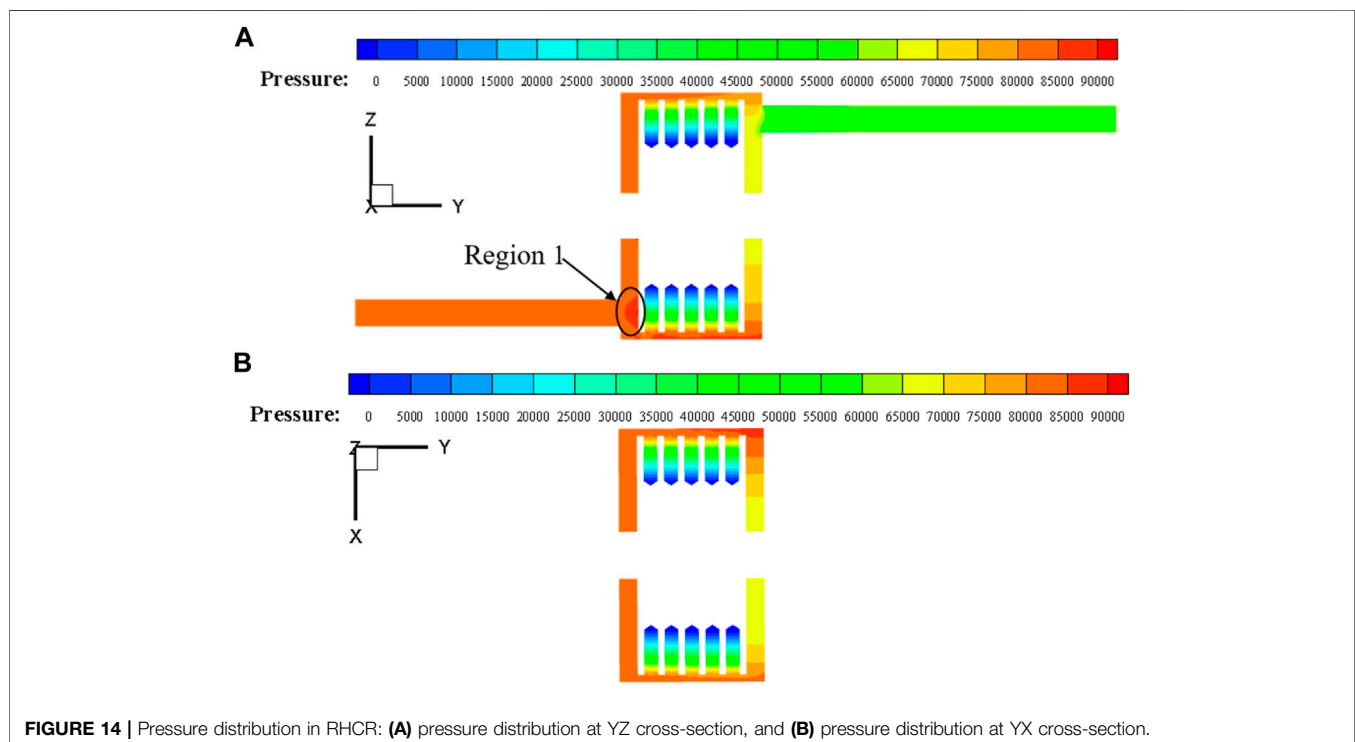 A
Pressure: 0 5000 10000 15000 20000 25000 30000 35000 40000 45000 50000 55000 60000 65000 70000 75000 80000 85000 90000
Z
X Y
Region 1
B
Pressure: 0 5000 10000 15000 20000 25000 30000 35000 40000 45000 50000 55000 60000 65000 70000 75000 80000 85000 90000
Z Y
X
FIGURE 14 | Pressure distribution in RHCR: (A) pressure distribution at YZ cross-section, and (B) pressure distribution at YX cross-section.